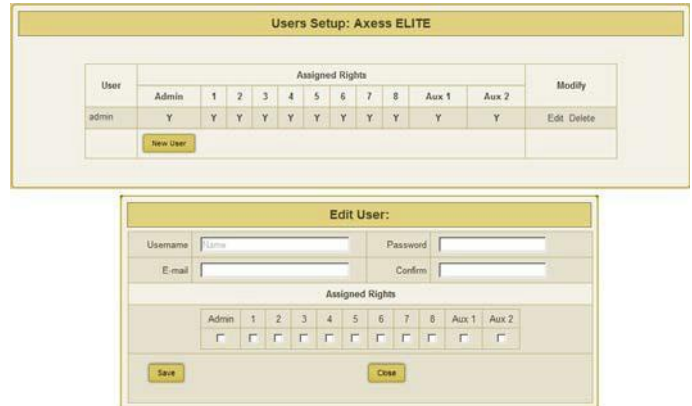 Users Setup: Axess ELITE
User Assigned Rights Modify
Admin 1 2 3 4 5 6 7 8 Aux 1 Aux 2
admin Y Y Y Y Y Y Y Y Y Y Y Edit Delete
New User
Edit User:
Username Name Password
E-mail Confirm
Assigned Rights
Admin 1 2 3 4 5 6 7 8 Aux 1 Aux 2
Save Close